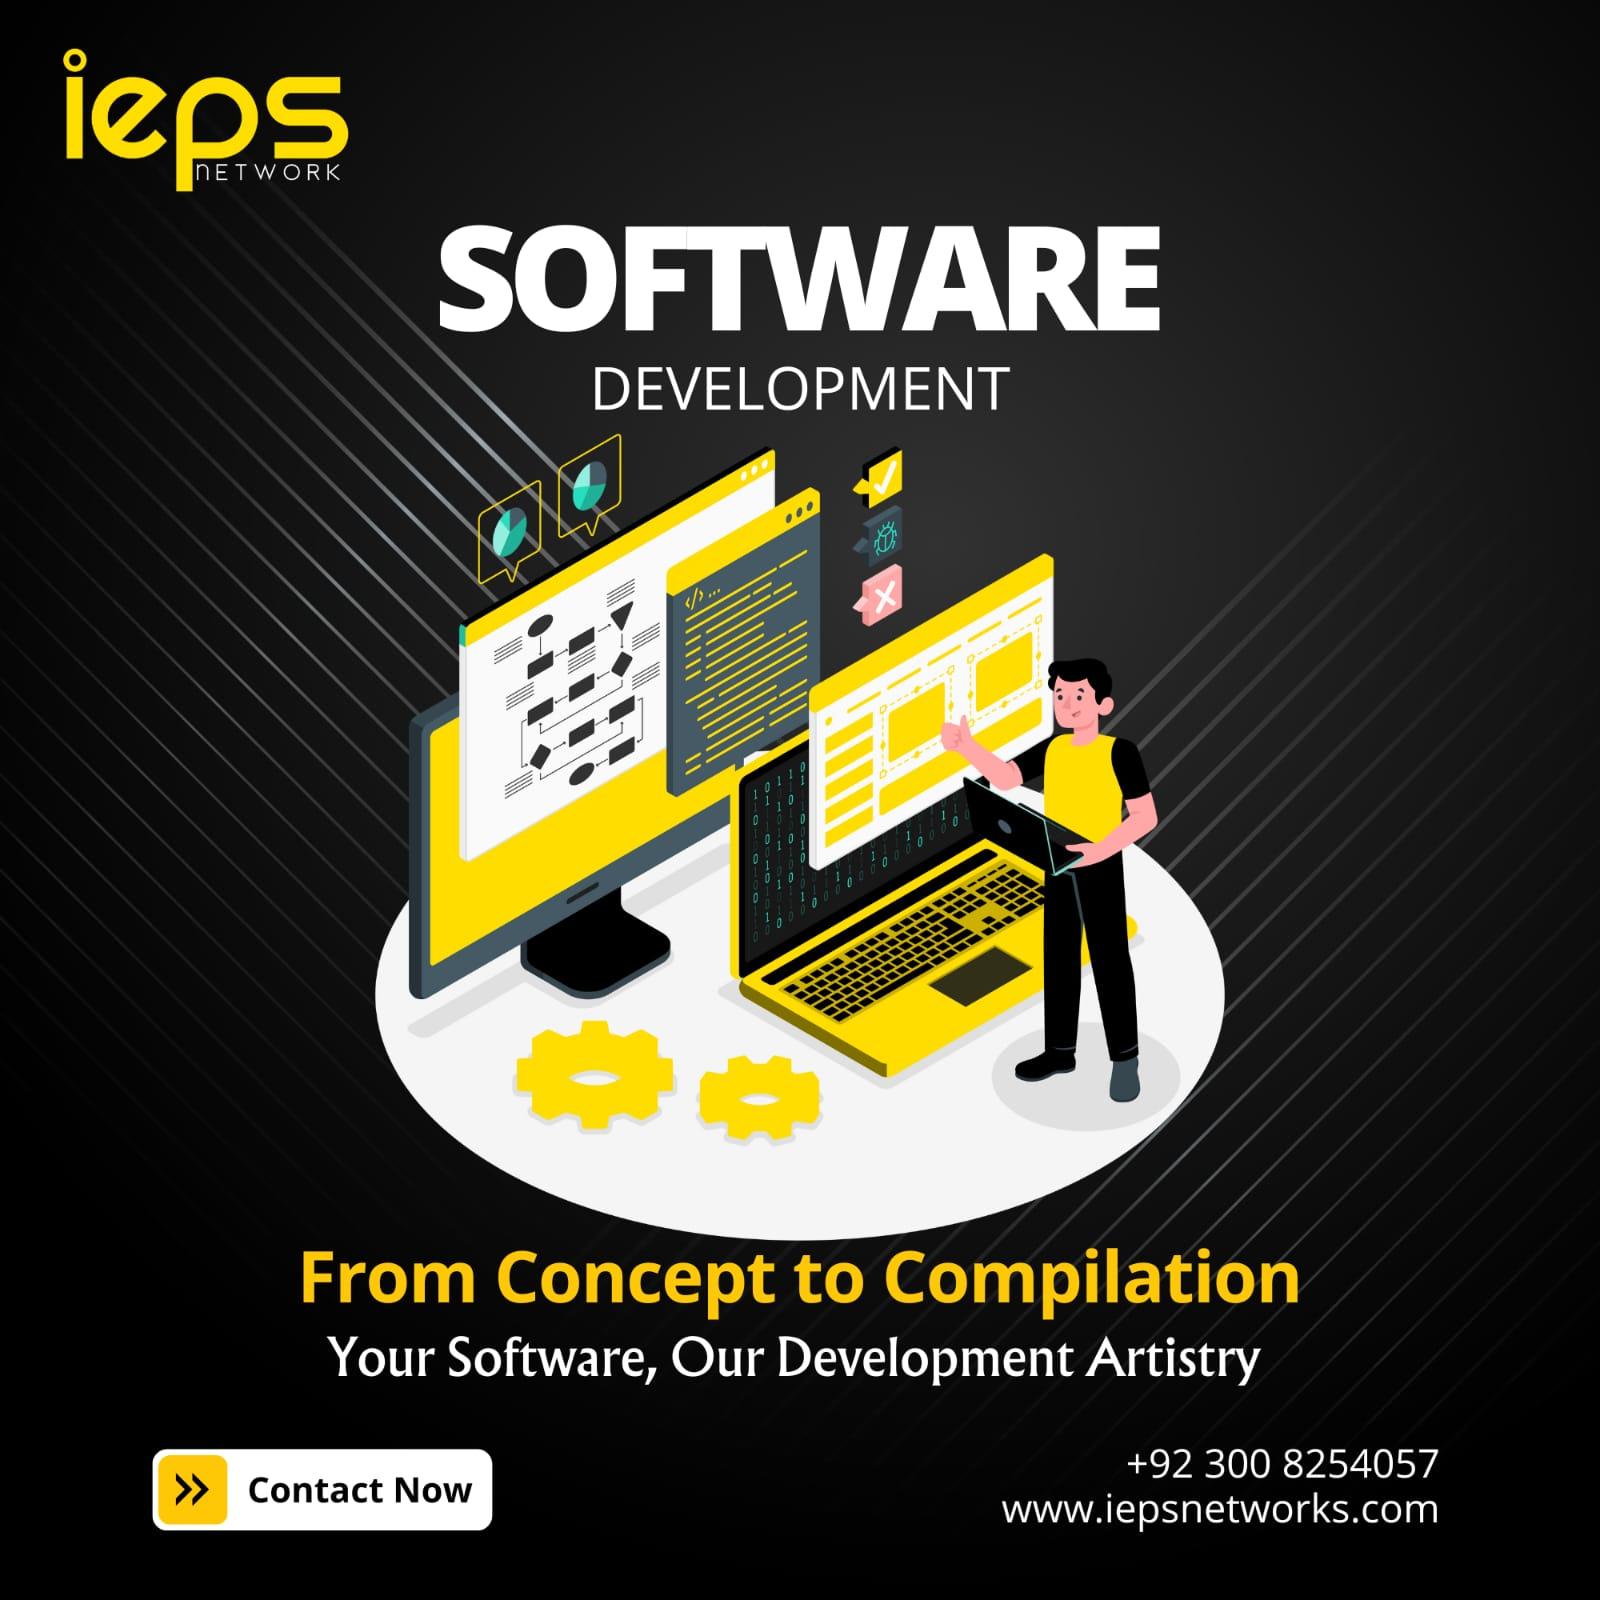 ieps
NETWORK
SOFTWARE
DEVELOPMENT
</> ...
From Concept to Compilation
Your Software, Our Development Artistry
Contact Now
+92 300 8254057
www.iepsnetworks.com